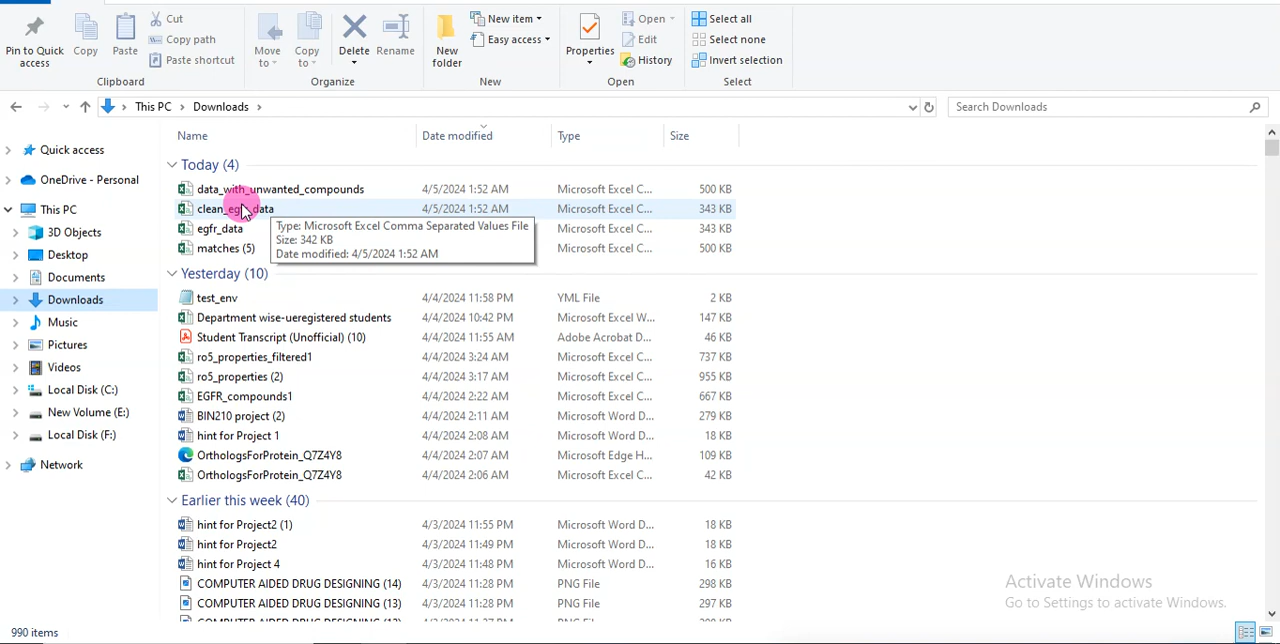 Pin to Quick access
Copy
Paste
Cut
Copy path
Paste shortcut
Clipboard
Move to
Copy to
Delete
Rename
Organize
New folder
New item
Easy access
New
Properties
Open
Edit
History
Open
Select all
Select none
Invert selection
Select
This PC > Downloads >
Search Downloads
Quick access
OneDrive - Personal
This PC
3D Objects
Desktop
Documents
Downloads
Music
Pictures
Videos
Local Disk (C:)
New Volume (E:)
Local Disk (F:)
Network
Name Date modified Type Size
Today (4)
data_with_unwanted_compounds 4/5/2024 1:52 AM Microsoft Excel C... 500 KB
clean_egfr_data 4/5/2024 1:52 AM Microsoft Excel C... 343 KB
egfr_data Microsoft Excel C... 343 KB
matches (5) Microsoft Excel C... 500 KB
Type: Microsoft Excel Comma Separated Values File
Size: 342 KB
Date modified: 4/5/2024 1:52 AM
Yesterday (10)
test_env 4/4/2024 11:58 PM YML File 2 KB
Department wise-ueregistered students 4/4/2024 10:42 PM Microsoft Excel W... 147 KB
Student Transcript (Unofficial) (10) 4/4/2024 11:55 AM Adobe Acrobat D... 46 KB
ro5_properties_filtered1 4/4/2024 3:24 AM Microsoft Excel C... 737 KB
ro5_properties (2) 4/4/2024 3:17 AM Microsoft Excel C... 955 KB
EGFR_compounds1 4/4/2024 2:22 AM Microsoft Excel C... 667 KB
BIN210 project (2) 4/4/2024 2:11 AM Microsoft Word D... 279 KB
hint for Project 1 4/4/2024 2:08 AM Microsoft Word D... 18 KB
OrthologsForProtein_Q7Z4Y8 4/4/2024 2:07 AM Microsoft Edge H... 109 KB
OrthologsForProtein_Q7Z4Y8 4/4/2024 2:06 AM Microsoft Excel C... 42 KB
Earlier this week (40)
hint for Project2 (1) 4/3/2024 11:55 PM Microsoft Word D... 18 KB
hint for Project2 4/3/2024 11:49 PM Microsoft Word D... 18 KB
hint for Project 4 4/3/2024 11:48 PM Microsoft Word D... 16 KB
COMPUTER AIDED DRUG DESIGNING (14) 4/3/2024 11:28 PM PNG File 298 KB
COMPUTER AIDED DRUG DESIGNING (13) 4/3/2024 11:28 PM PNG File 297 KB
Activate Windows
Go to Settings to activate Windows.
990 items